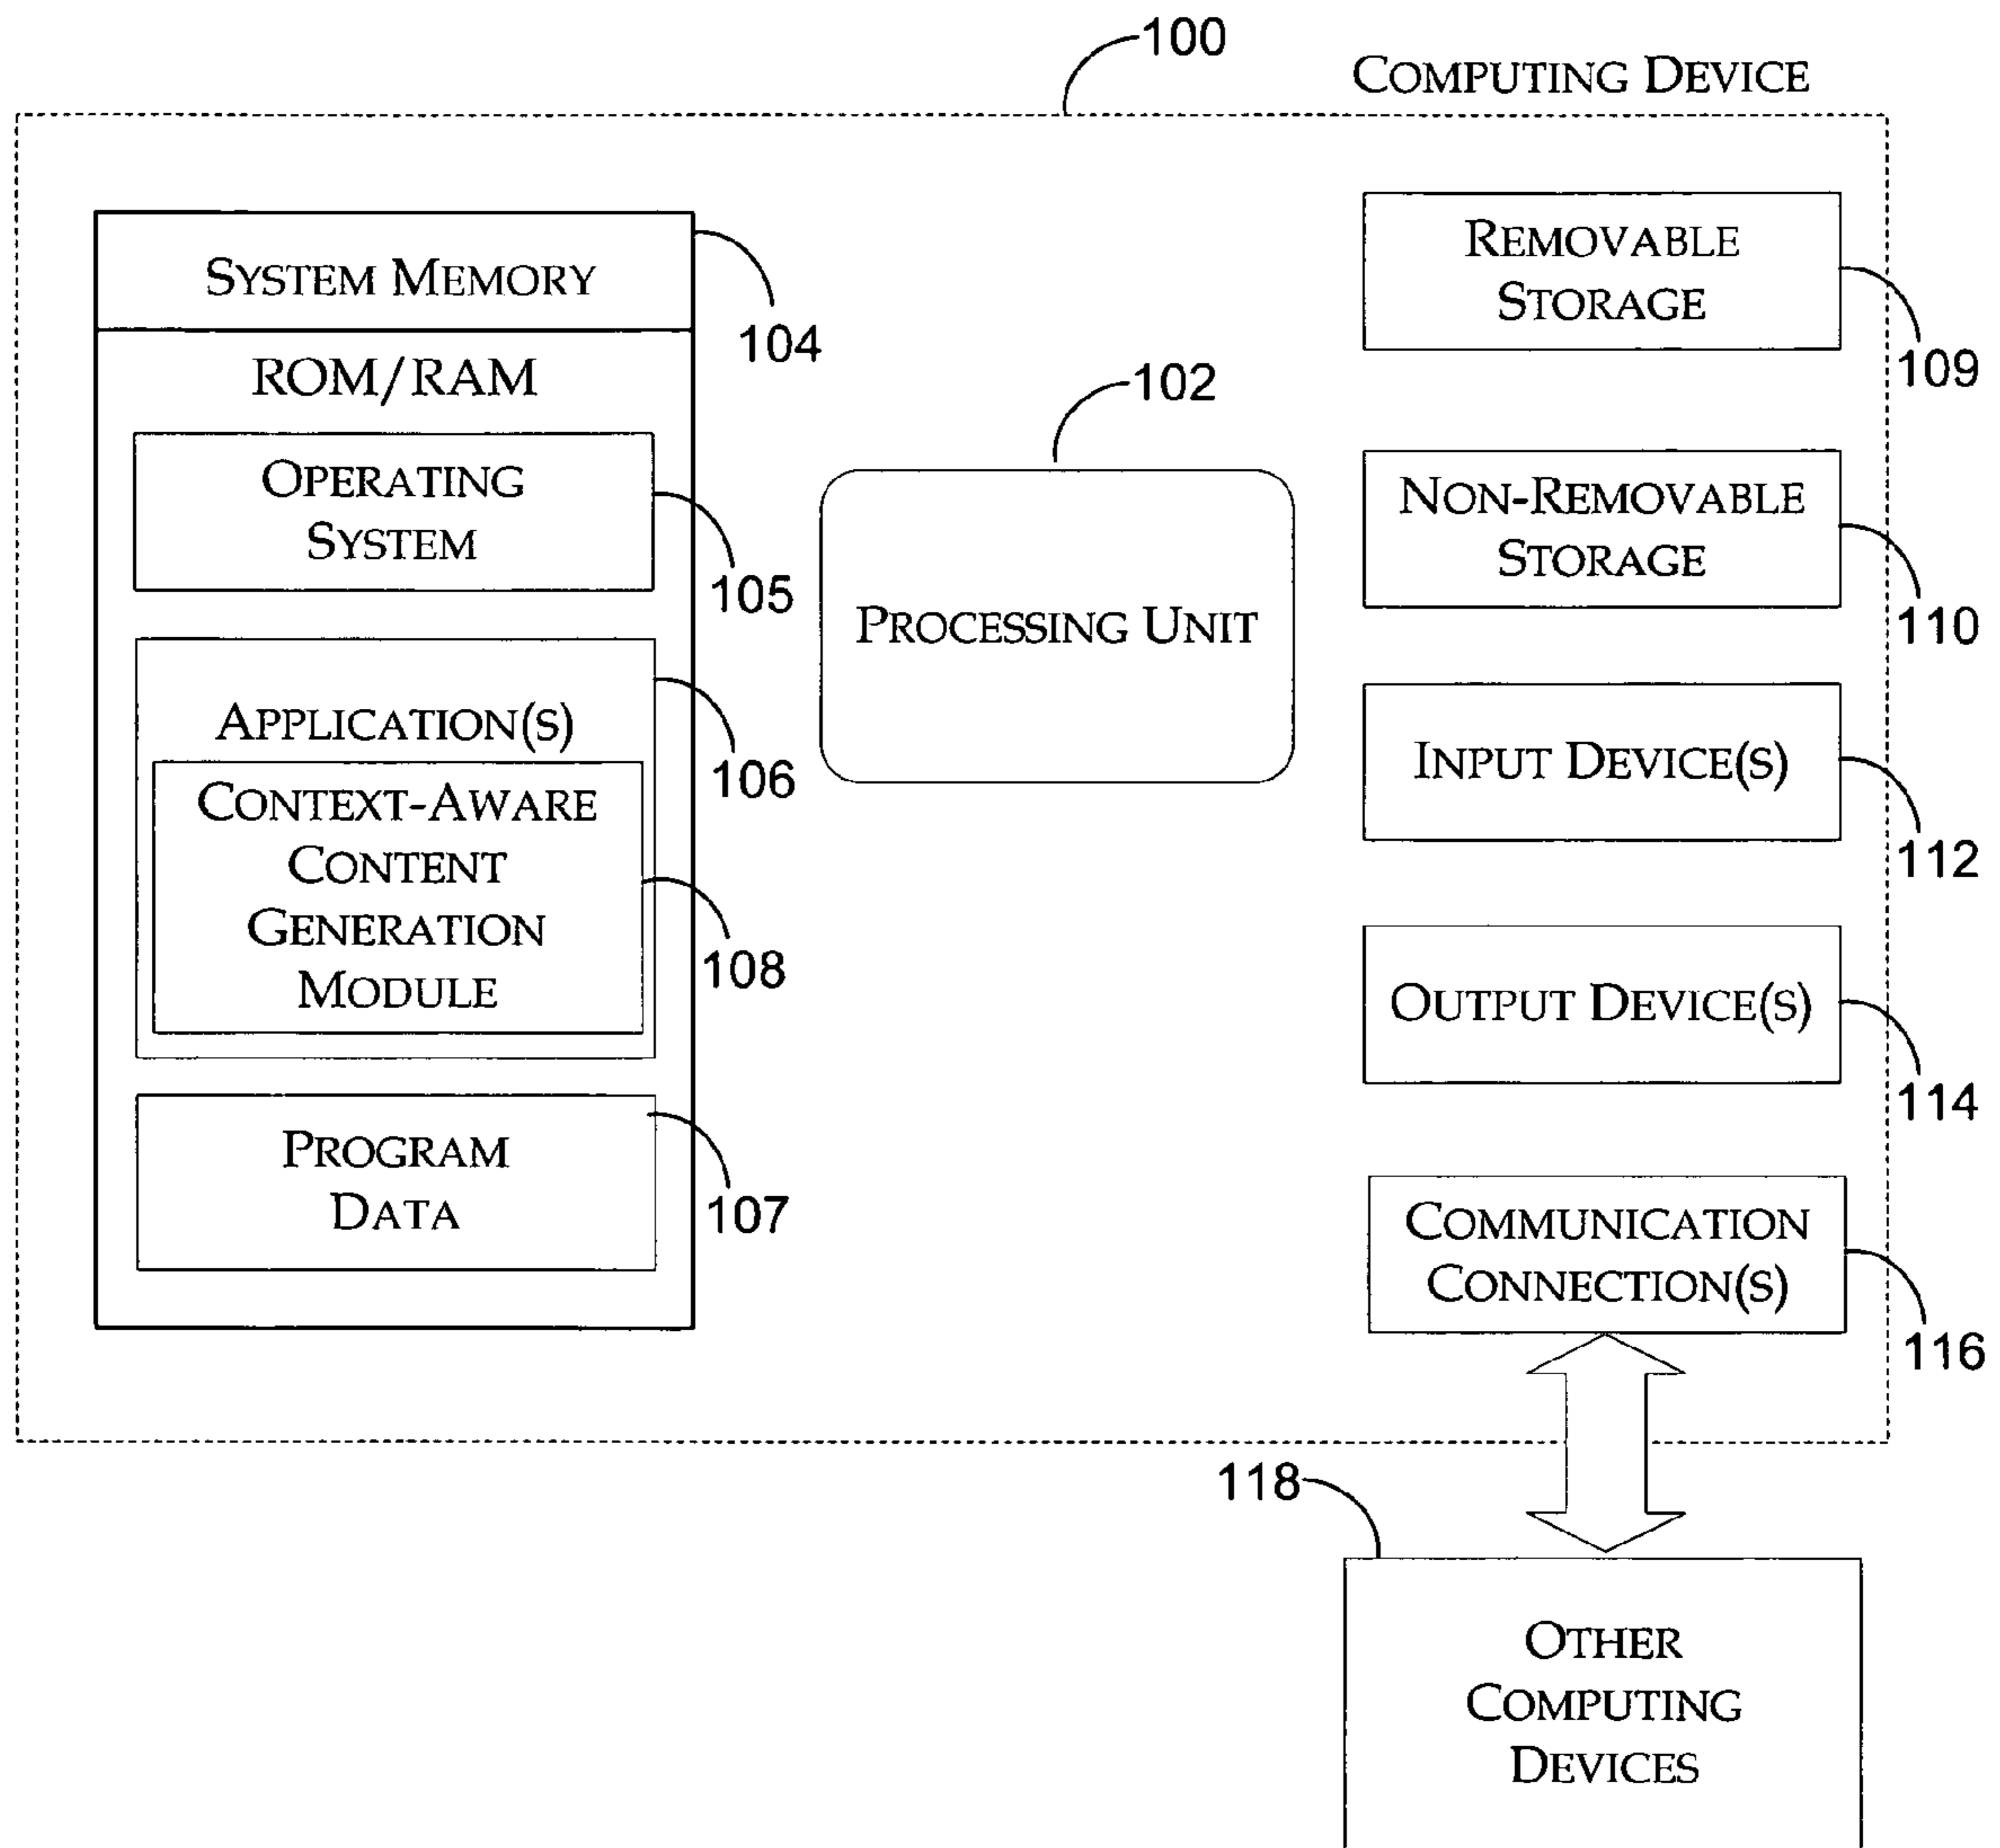 100
COMPUTING DEVICE
SYSTEM MEMORY
104
ROM/RAM
OPERATING
SYSTEM
105
APPLICATION(S)
106
CONTEXT-AWARE
CONTENT
GENERATION
MODULE
108
PROGRAM
DATA
107
102
PROCESSING UNIT
REMOVABLE
STORAGE
109
NON-REMOVABLE
STORAGE
110
INPUT DEVICE(S)
112
OUTPUT DEVICE(S)
114
COMMUNICATION
CONNECTION(S)
116
118
OTHER
COMPUTING
DEVICES